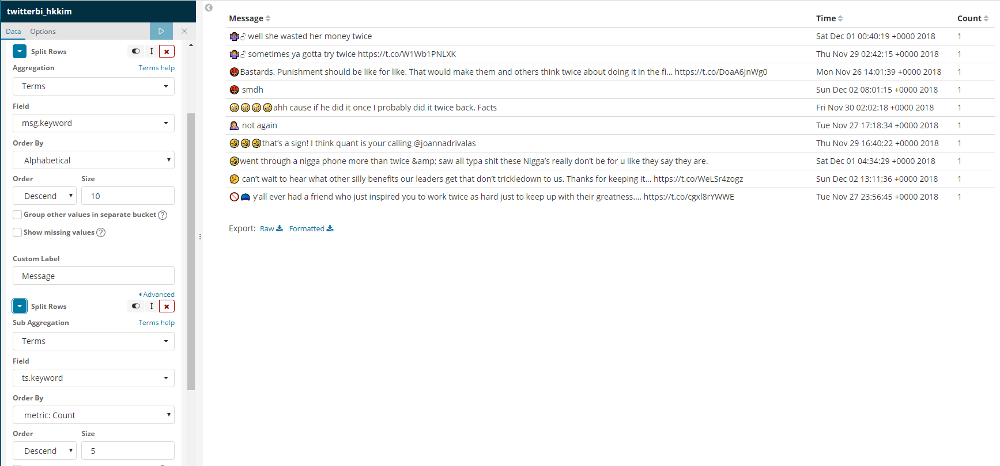 twitterbi_hkkim
Data Options
Split Rows
Aggregation Terms help
Terms
Field
msg.keyword
Order By
Alphabetical
Order Size
Descend 10
Group other values in separate bucket ?
Show missing values ?
Custom Label
Message
Advanced
Split Rows
Sub Aggregation Terms help
Terms
Field
ts.keyword
Order By
metric: Count
Order Size
Descend 5
Message Time Count
🤷🏾♂ well she wasted her money twice Sat Dec 01 00:40:19 +0000 2018 1
🤷🏾♂ sometimes ya gotta try twice https://t.co/W1Wb1PNLXK Thu Nov 29 02:42:15 +0000 2018 1
🤬Bastards. Punishment should be like for like. That would make them and others think twice about doing it in the fi… https://t.co/DoaA6JnWg0 Mon Nov 26 14:01:39 +0000 2018 1
🤬 smdh Sun Dec 02 08:01:15 +0000 2018 1
😀😀😀😀ahh cause if he did it once I probably did it twice back. Facts Fri Nov 30 02:02:18 +0000 2018 1
🤦🏼‍♀️ not again Tue Nov 27 17:18:34 +0000 2018 1
🤣🤣🤣that’s a sign! I think quant is your calling @joannadrivalas Thu Nov 29 16:40:22 +0000 2018 1
🤣went through a nigga phone more than twice &amp; saw all typa shit these Nigga’s really don’t be for u like they say they are. Sat Dec 01 04:34:29 +0000 2018 1
🤔 can’t wait to hear what other silly benefits our leaders get that don’t trickledown to us. Thanks for keeping it… https://t.co/WeLSr4zogz Sun Dec 02 13:11:36 +0000 2018 1
🚫🧢 y’all ever had a friend who just inspired you to work twice as hard just to keep up with their greatness.… https://t.co/cgxl8rYWWE Tue Nov 27 23:56:45 +0000 2018 1
Export: Raw Formatted